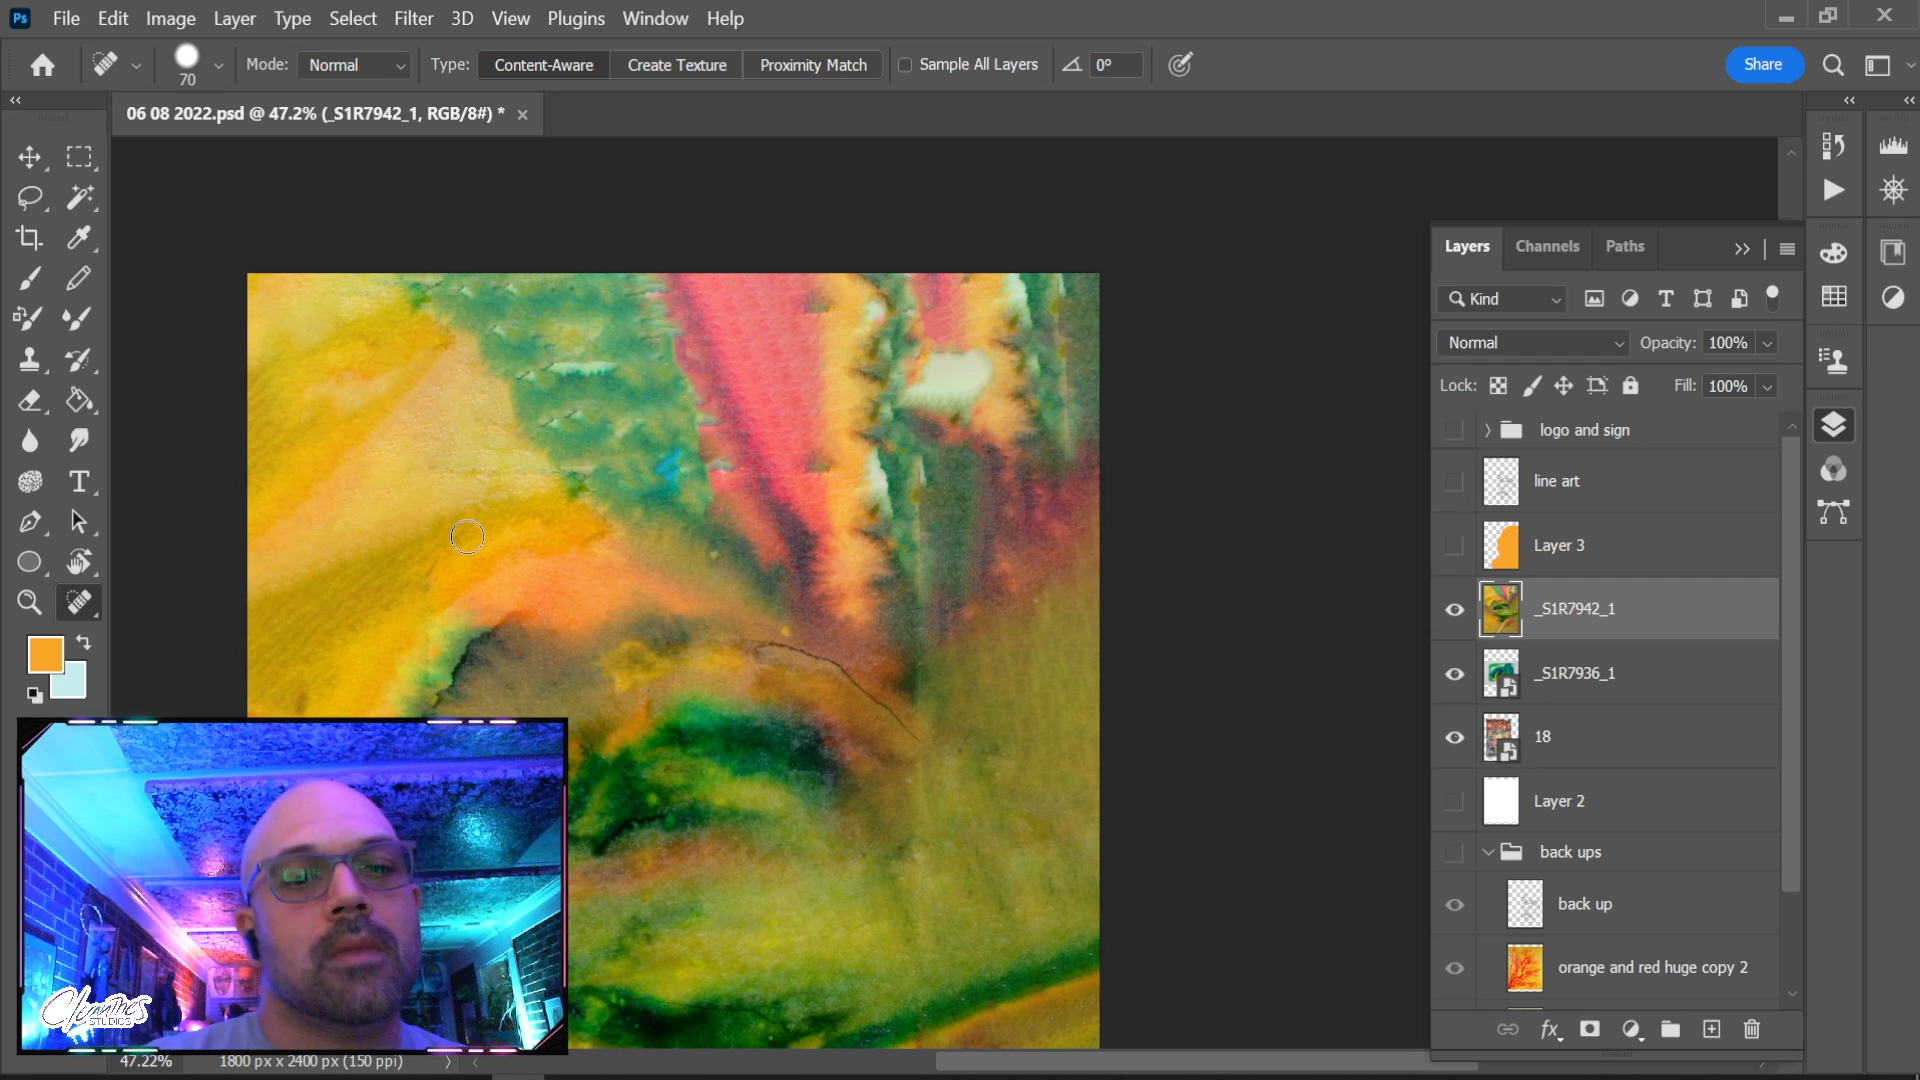 Ps File Edit Image Layer Type Select Filter 3D View Plugins Window Help
70 Mode: Normal Type: Content-Aware Create Texture Proximity Match Sample All Layers 0° Share
06 08 2022.psd @ 47.2% (_S1R7942_1, RGB/8#) *
Layers Channels Paths
Kind
Normal Opacity: 100%
Lock: Fill: 100%
logo and sign
line art
Layer 3
_S1R7942_1
_S1R7936_1
18
Layer 2
back ups
back up
orange and red huge copy 2
fx
STUDIOS
47.22% 1800 px x 2400 px (150 ppi)